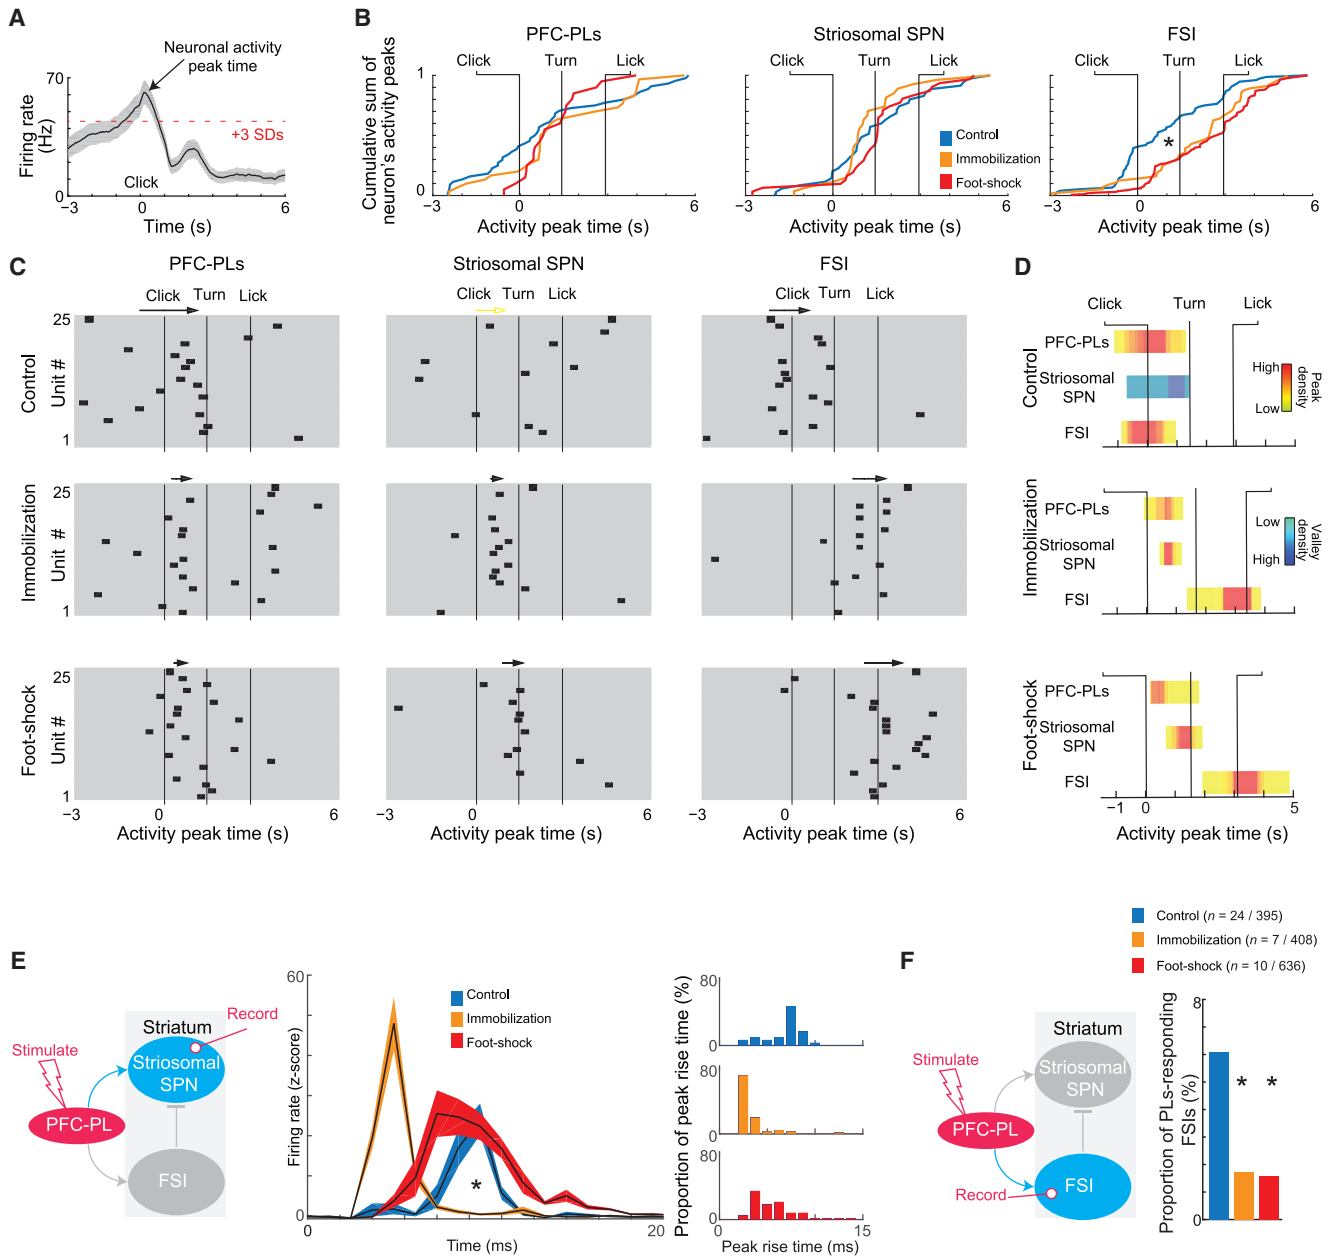 A
Neuronal activity
peak time
Firing rate
(Hz)
70
0
+3 SDs
Click
−3
0
6
Time (s)
B
PFC-PLs
Striosomal SPN
FSI
Cumulative sum of
neuron's activity peaks
1
0
Click
Turn
Lick
Click
Turn
Lick
Click
Turn
Lick
Control
Immobilization
Foot-shock
*
−3
0
6
−3
0
6
−3
0
6
Activity peak time (s)
Activity peak time (s)
Activity peak time (s)
C
PFC-PLs
Striosomal SPN
FSI
Click
Turn
Lick
Click
Turn
Lick
Click
Turn
Lick
Control
Unit #
25
1
Immobilization
Unit #
25
1
Foot-shock
Unit #
25
1
−3
0
6
−3
0
6
−3
0
6
Activity peak time (s)
Activity peak time (s)
Activity peak time (s)
D
Click
Turn
Lick
Control
PFC-PLs
Striosomal
SPN
FSI
High
Low
Peak
density
Immobilization
PFC-PLs
Striosomal
SPN
FSI
Low
High
Valley
density
Foot-shock
PFC-PLs
Striosomal
SPN
FSI
−1
0
5
Activity peak time (s)
E
Stimulate
Record
Striatum
Striosomal
SPN
PFC-PL
FSI
Firing rate (z-score)
60
0
Control
Immobilization
Foot-shock
*
0
20
Time (ms)
Proportion of peak rise time (%)
80
0
80
0
80
0
0
15
Peak rise time (ms)
F
Control (n = 24 / 395)
Immobilization (n = 7 / 408)
Foot-shock (n = 10 / 636)
Stimulate
Striatum
Striosomal
SPN
PFC-PL
Record
FSI
Proportion of PLs-responding
FSIs (%)
8
0
* *